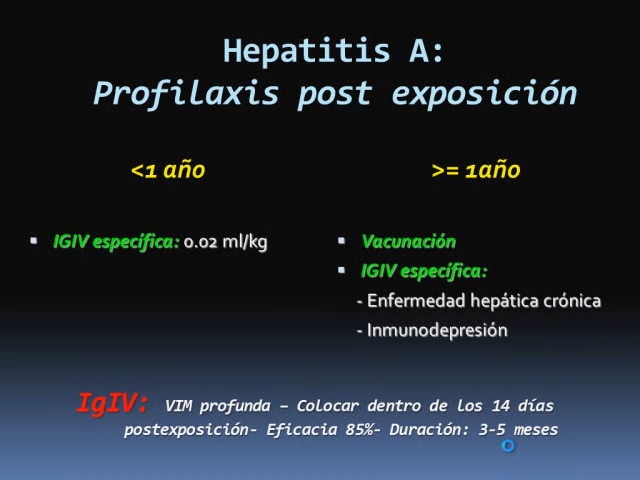 Hepatitis A:
Profilaxis post exposición
<1 año
>= 1año
▪ IGIV específica: 0.02 ml/kg
▪ Vacunación
▪ IGIV específica:
- Enfermedad hepática crónica
- Inmunodepresión
IgIV: VIM profunda – Colocar dentro de los 14 días
postexposición- Eficacia 85%- Duración: 3-5 meses